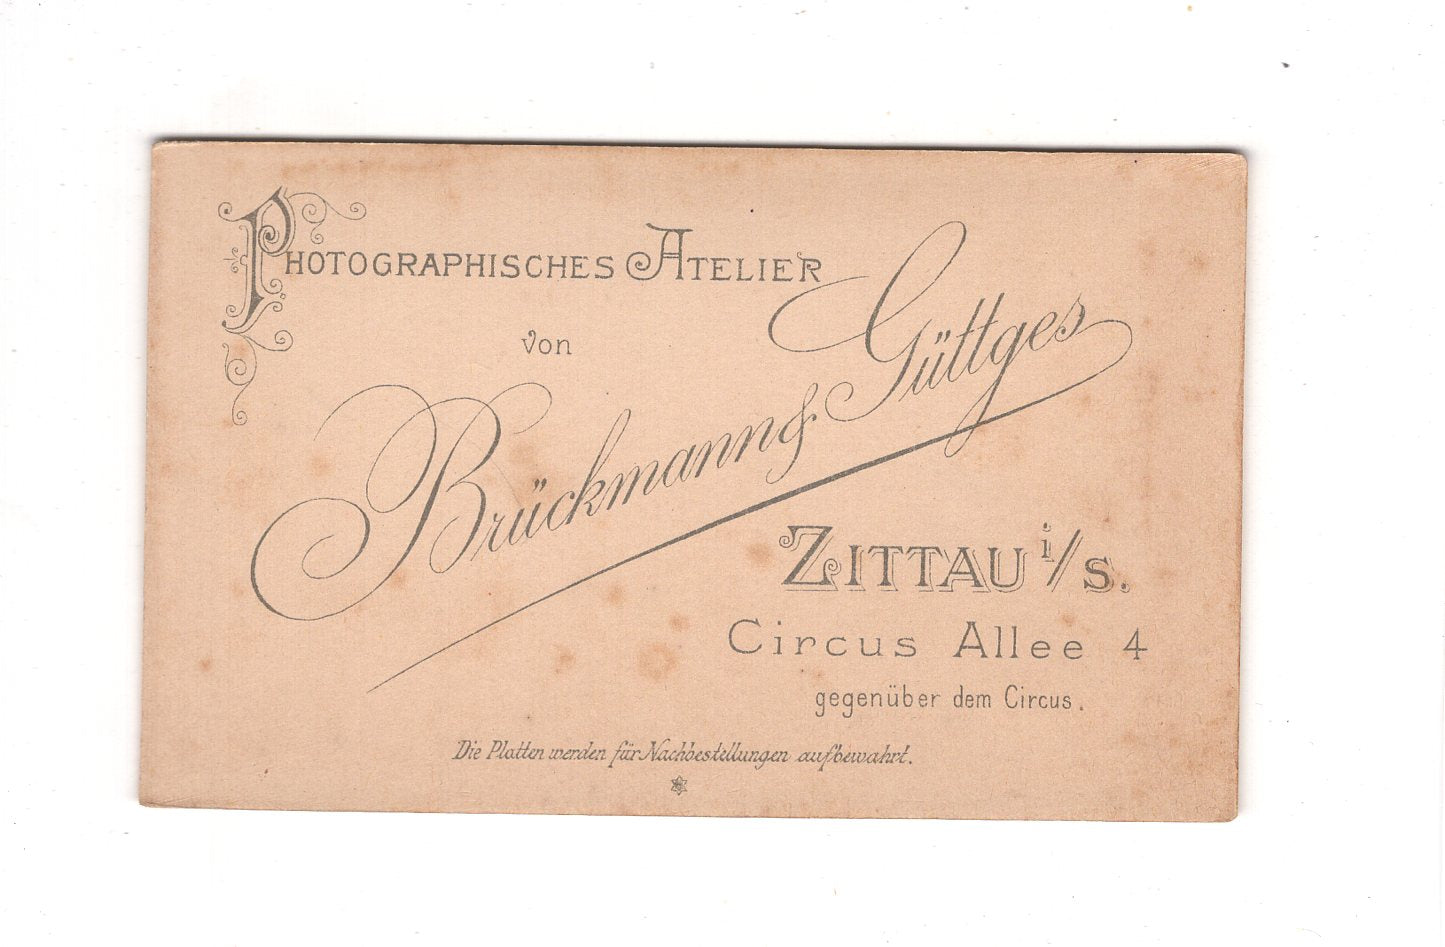 Photographisches Atelier
von
Brückmann & Güttges
Zittau i/s.
Circus Allee 4
gegenüber dem Circus.
Die Platten werden für Nachbestellungen aufbewahrt.